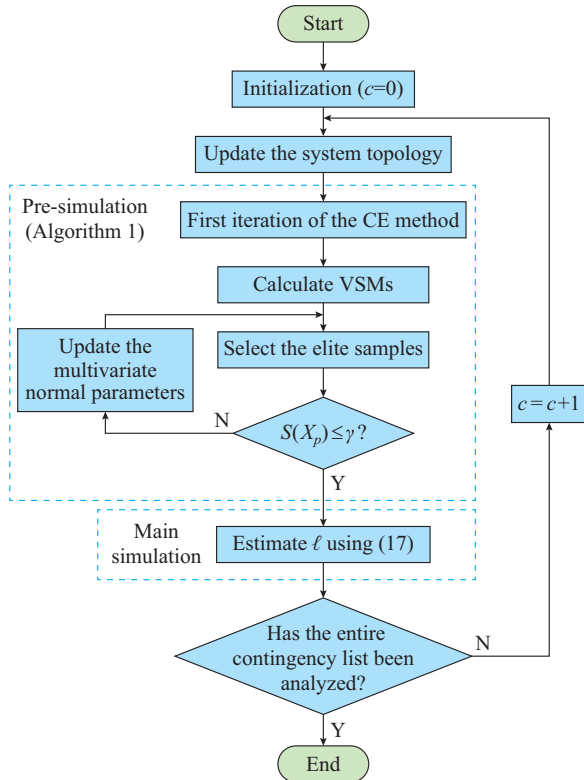 Start
Initialization (c=0)
Update the system topology
Pre-simulation
(Algorithm 1)
First iteration of the CE method
Calculate VSMs
Select the elite samples
Update the
multivariate
normal parameters
N
S(Xₚ)≤γ?
Y
c=c+1
Main
simulation
Estimate ℓ using (17)
Has the entire
contingency list been
analyzed?
N
Y
End